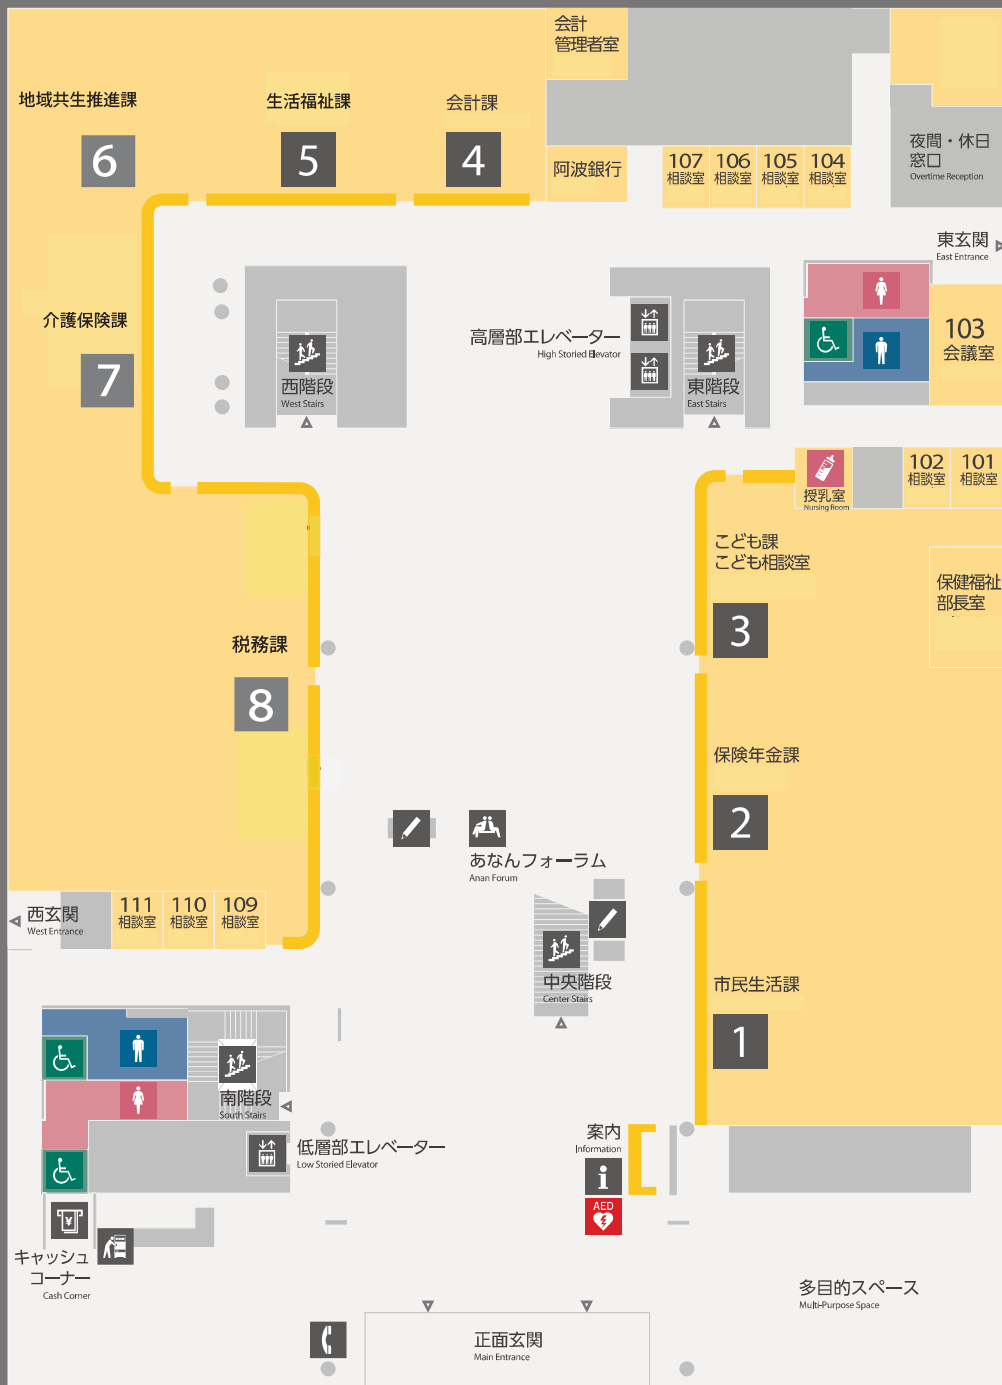 会計
管理者室
地域共生推進課
6
生活福祉課
5
会計課
4
阿波銀行
107
相談室
106
相談室
105
相談室
104
相談室
夜間・休日
窓口
Overtime Reception
東玄関
East Entrance
介護保険課
7
西階段
West Stairs
高層部エレベーター
High Storied Elevator
東階段
East Stairs
103
会議室
授乳室
Nursing Room
102
相談室
101
相談室
こども課
こども相談室
3
保健福祉
部長室
税務課
8
保険年金課
2
あなんフォーラム
Anan Forum
西玄関
West Entrance
111
相談室
110
相談室
109
相談室
中央階段
Center Stairs
市民生活課
1
南階段
South Stairs
低層部エレベーター
Low Storied Elevator
案内
Information
i
AED
¥
キャッシュ
コーナー
Cash Corner
多目的スペース
Multi-Purpose Space
正面玄関
Main Entrance